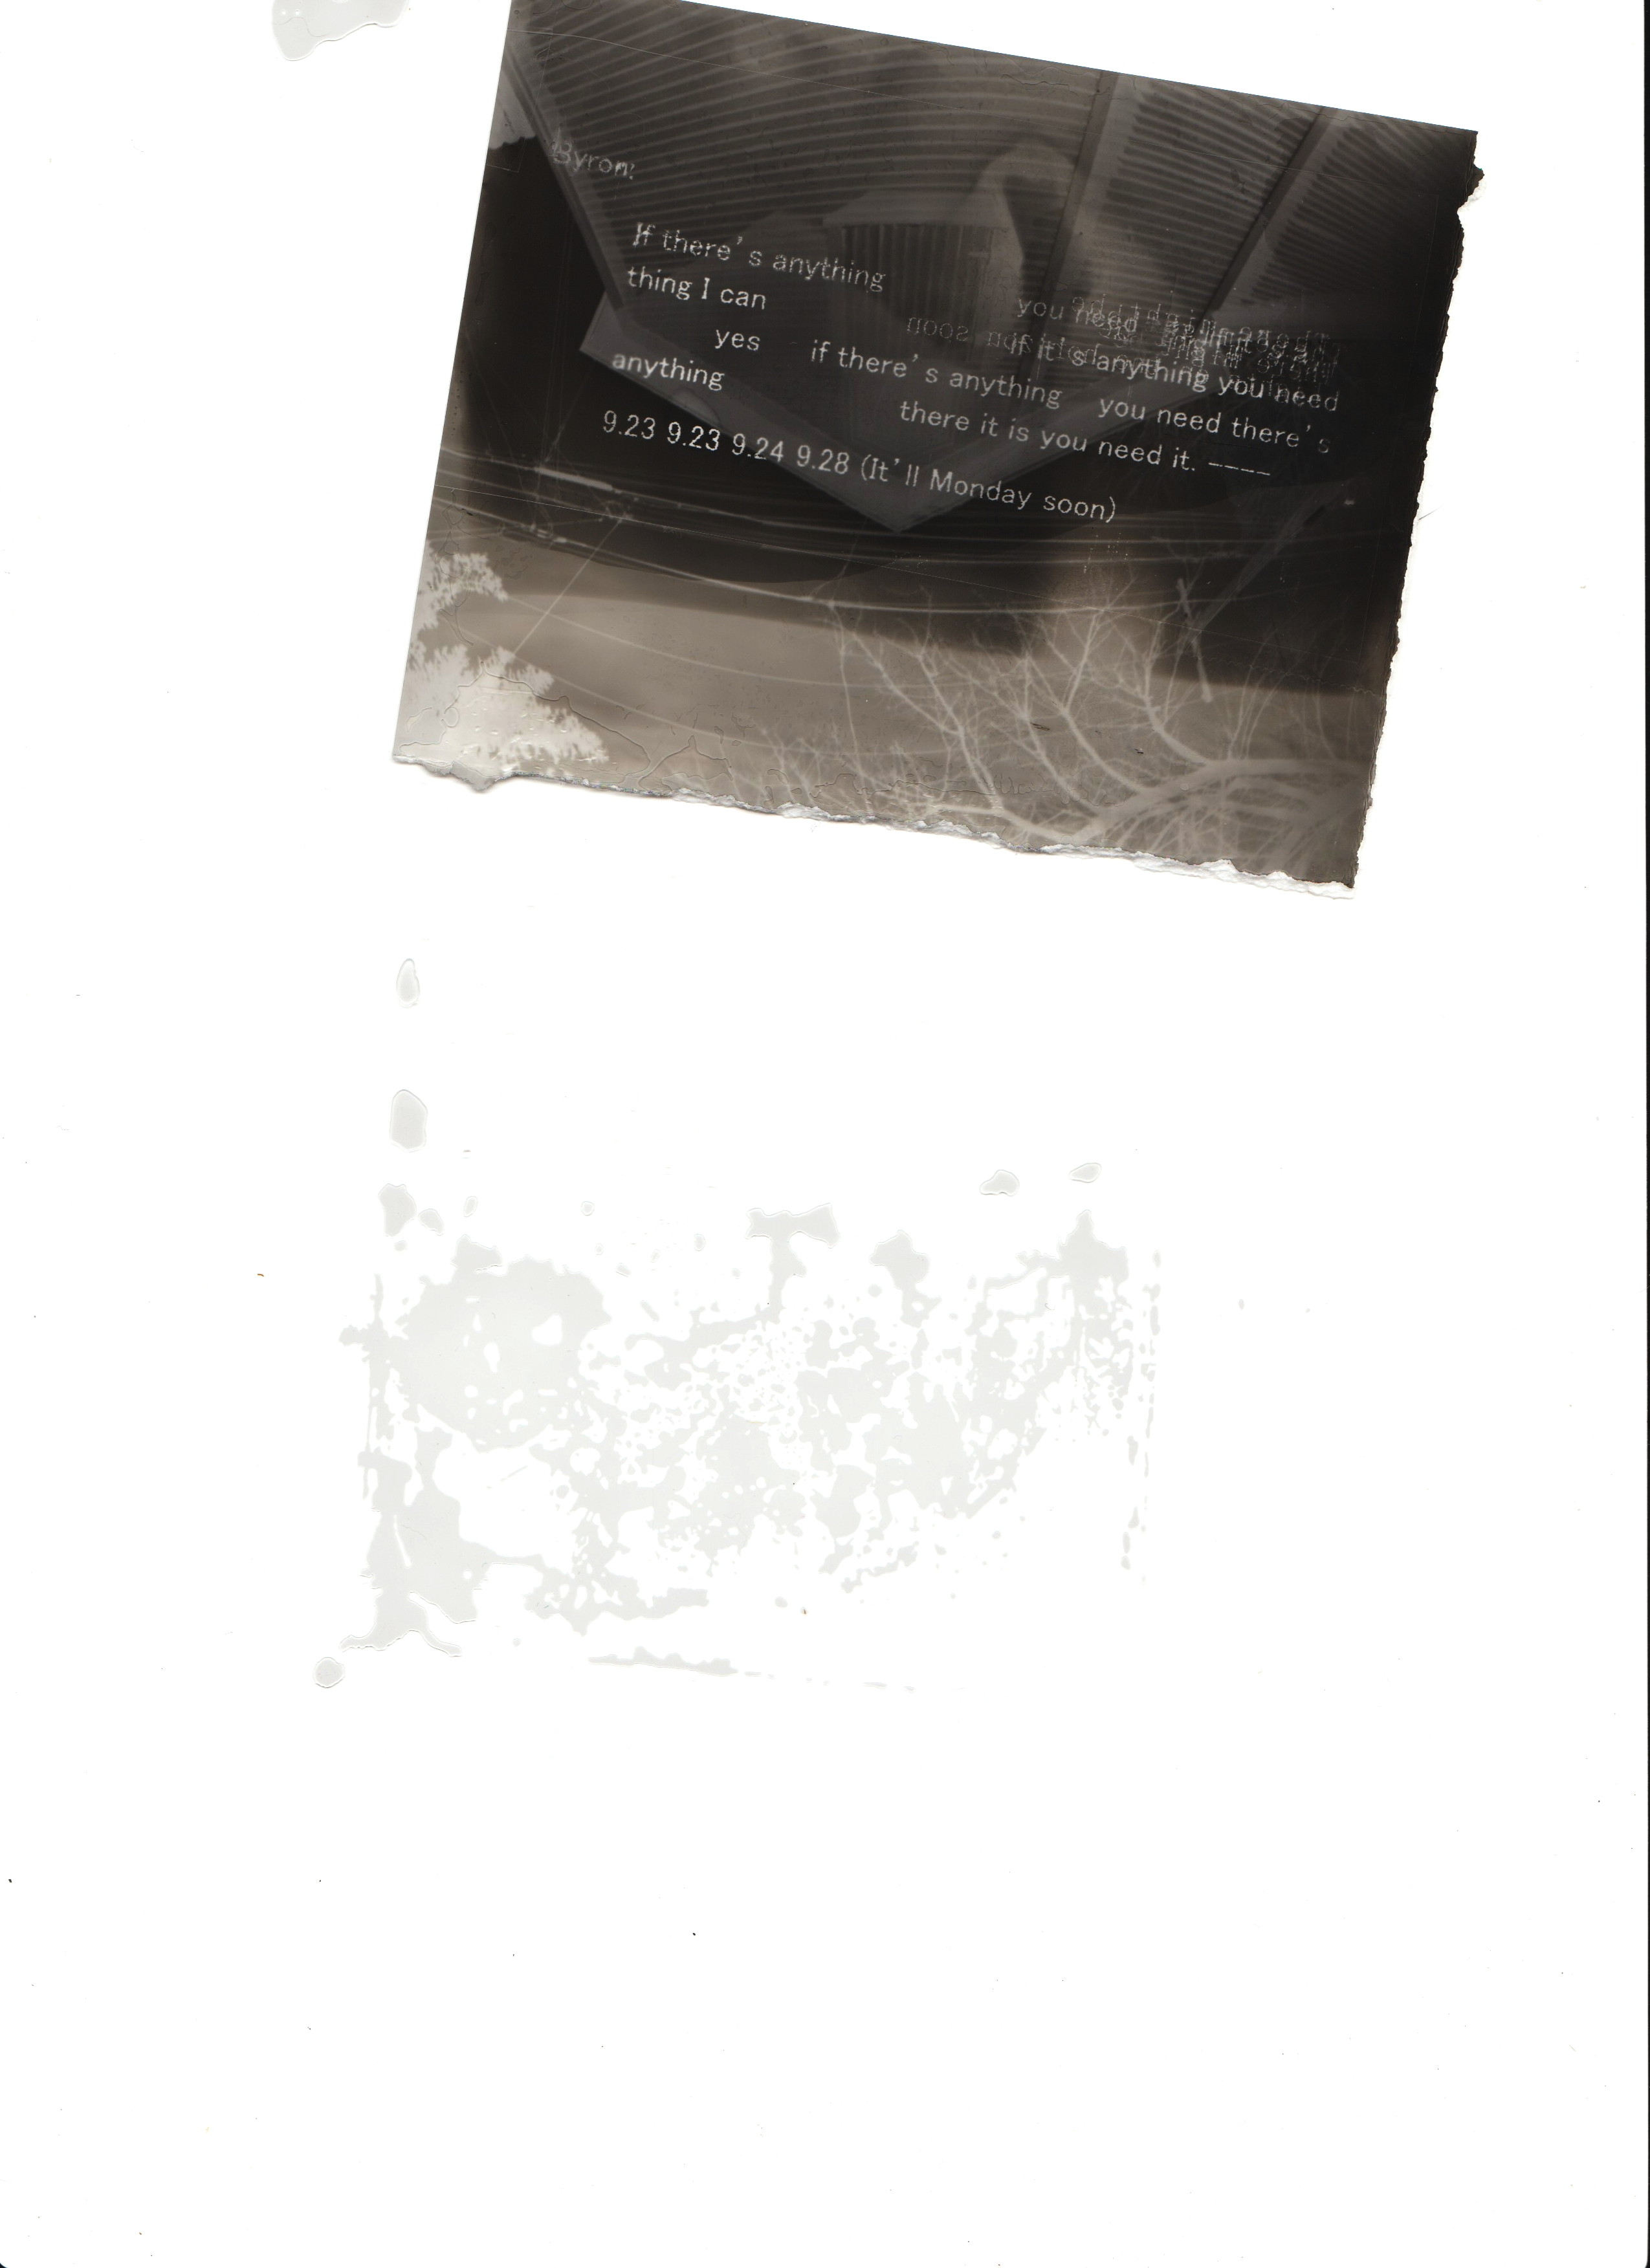 Byron:
If there's anything
thing I can you need
yes if there's anything if it's anything you need
anything you need there's
there it is you need it. ----
9.23 9.23 9.24 9.28 (It'll Monday soon)
soon